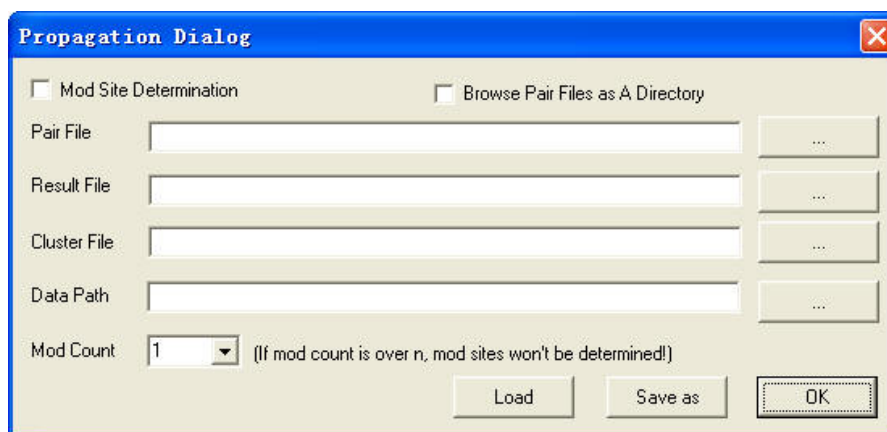 Propagation Dialog
Mod Site Determination Browse Pair Files as A Directory
Pair File ...
Result File ...
Cluster File ...
Data Path ...
Mod Count 1 (If mod count is over n, mod sites won't be determined!)
Load Save as OK